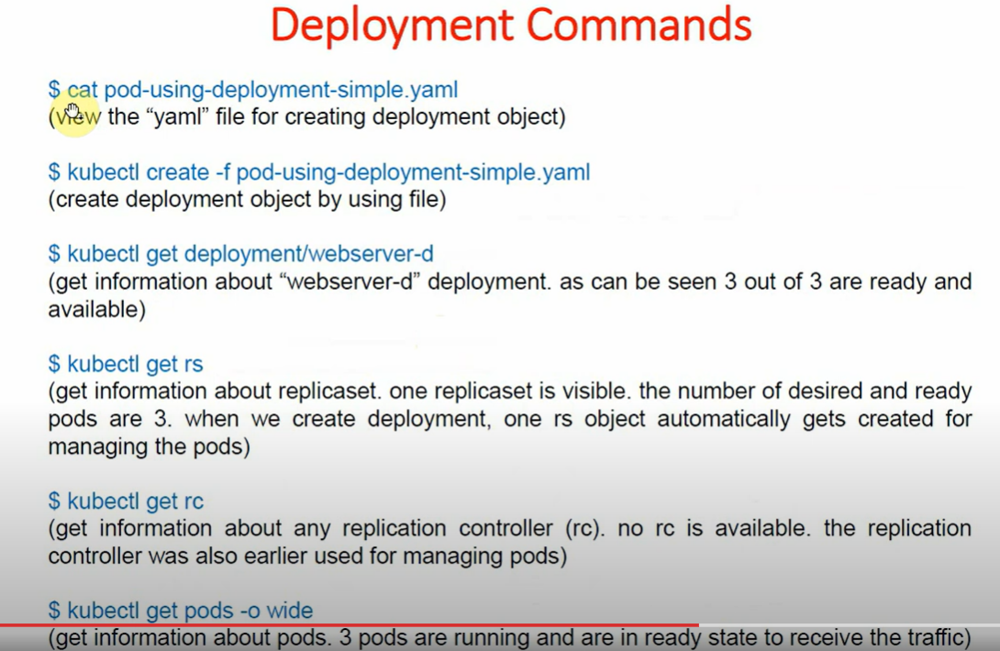 Deployment Commands
$ cat pod-using-deployment-simple.yaml
(view the “yaml” file for creating deployment object)
$ kubectl create -f pod-using-deployment-simple.yaml
(create deployment object by using file)
$ kubectl get deployment/webserver-d
(get information about “webserver-d” deployment. as can be seen 3 out of 3 are ready and
available)
$ kubectl get rs
(get information about replicaset. one replicaset is visible. the number of desired and ready
pods are 3. when we create deployment, one rs object automatically gets created for
managing the pods)
$ kubectl get rc
(get information about any replication controller (rc). no rc is available. the replication
controller was also earlier used for managing pods)
$ kubectl get pods -o wide
(get information about pods. 3 pods are running and are in ready state to receive the traffic)